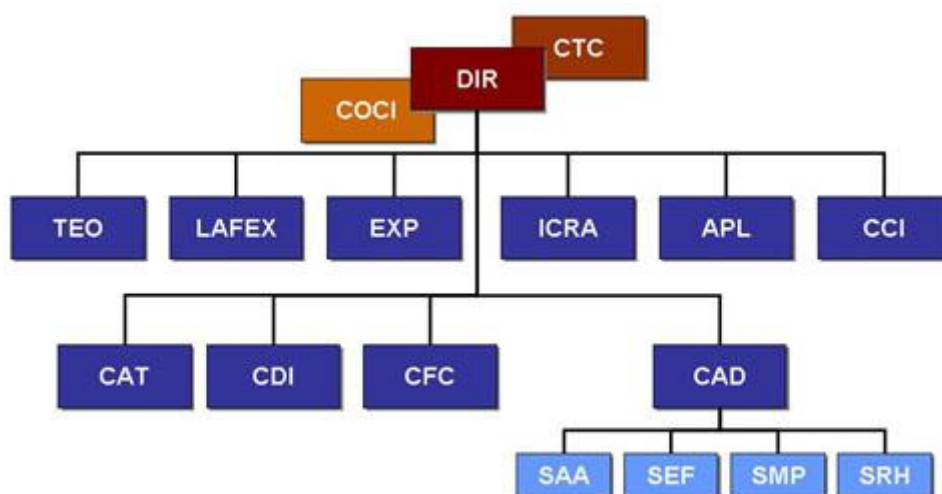 CTC
DIR
COCI
TEO LAFEX EXP ICRA APL CCI
CAT CDI CFC CAD
SAA SEF SMP SRH